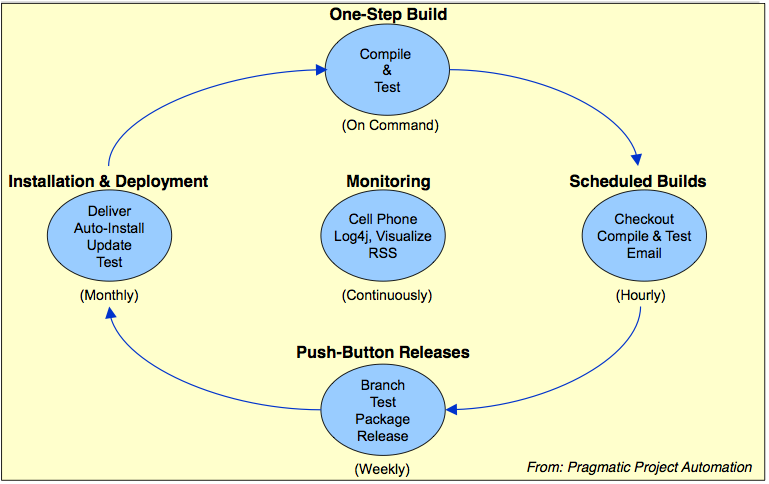 One-Step Build
Compile
&
Test
(On Command)
Installation & Deployment
Deliver
Auto-Install
Update
Test
(Monthly)
Monitoring
Cell Phone
Log4j, Visualize
RSS
(Continuously)
Scheduled Builds
Checkout
Compile & Test
Email
(Hourly)
Push-Button Releases
Branch
Test
Package
Release
(Weekly)
From: Pragmatic Project Automation